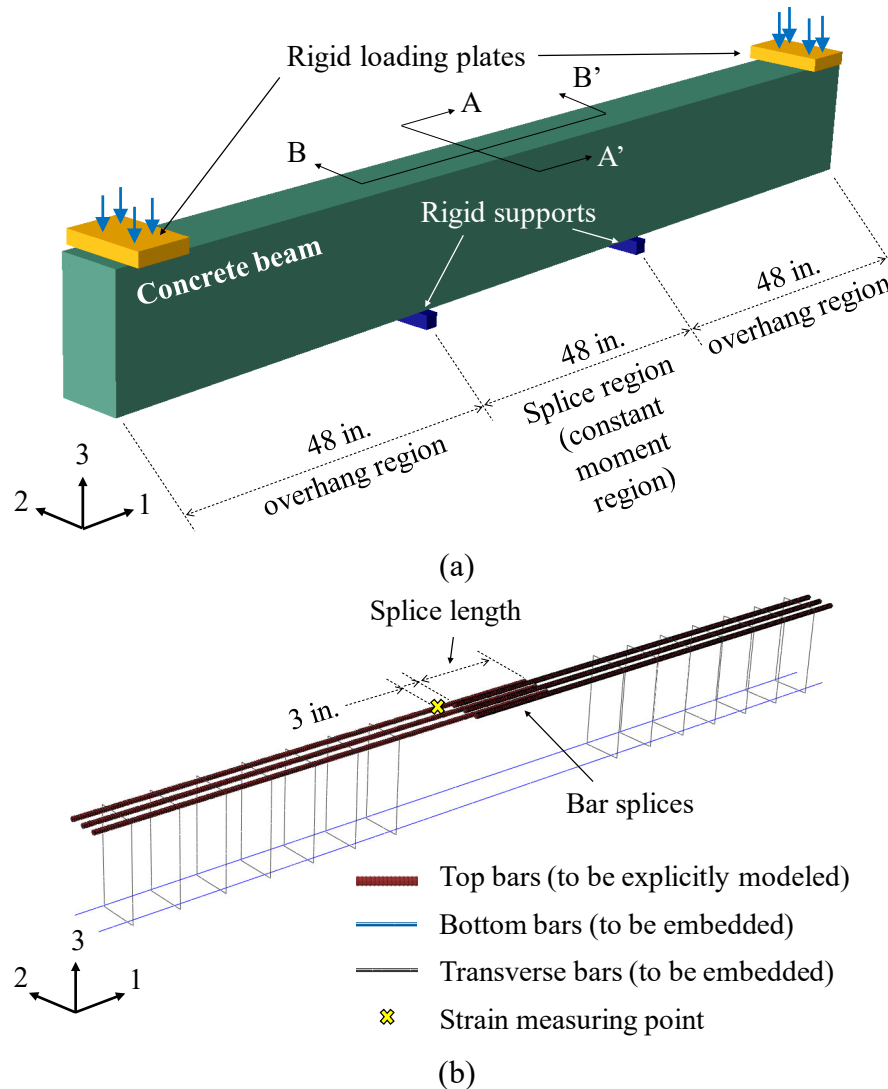 Rigid loading plates
B’
A
B
A’
Rigid supports
Concrete beam
48 in.
overhang region
48 in.
Splice region
(constant
moment
region)
48 in.
overhang region
3
2
1
(a)
Splice length
3 in.
Bar splices
Top bars (to be explicitly modeled)
Bottom bars (to be embedded)
Transverse bars (to be embedded)
Strain measuring point
3
2
1
(b)